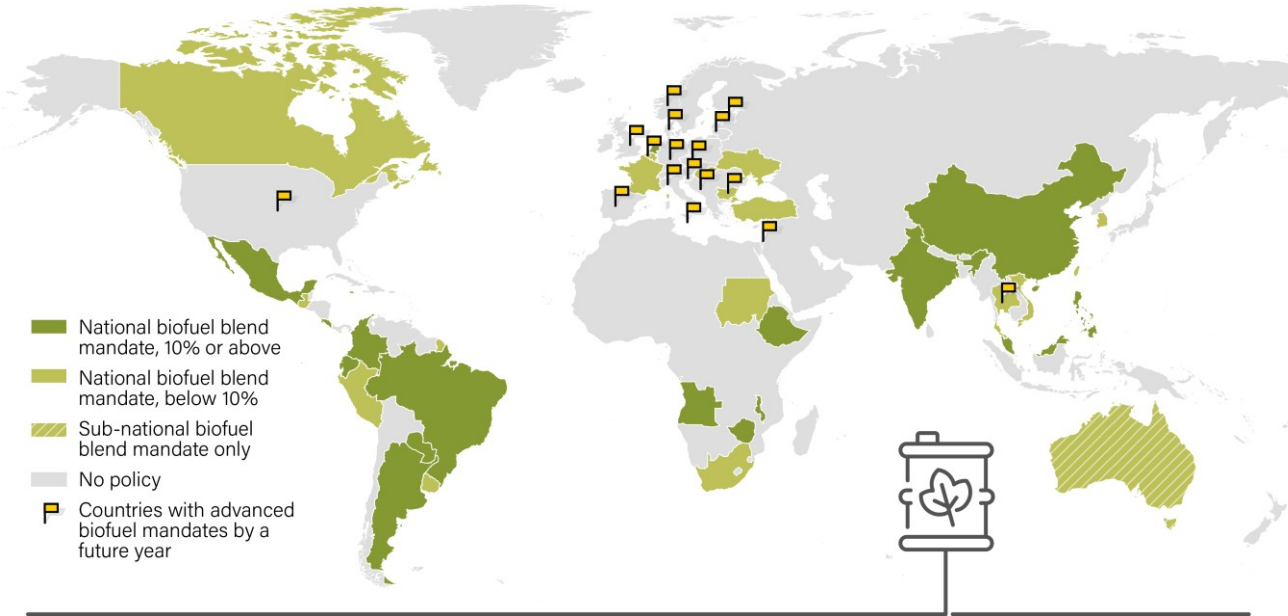 National biofuel blend
mandate, 10% or above
National biofuel blend
mandate, below 10%
Sub-national biofuel
blend mandate only
No policy
Countries with advanced
biofuel mandates by a
future year